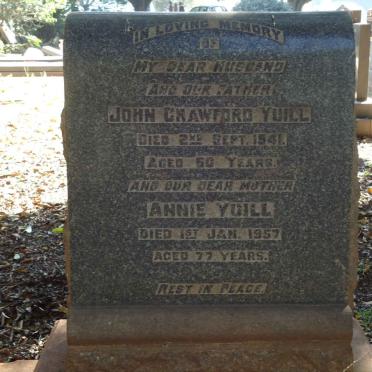 IN LOVING MEMORY
OF
MY DEAR HUSBAND
AND OUR FATHER
JOHN CRAWFORD YUILL
DIED 2ND SEPT. 1941.
AGED 56 YEARS.
AND OUR DEAR MOTHER
ANNIE YUILL
DIED 1ST JAN. 1957
AGED 77 YEARS.
REST IN PEACE.